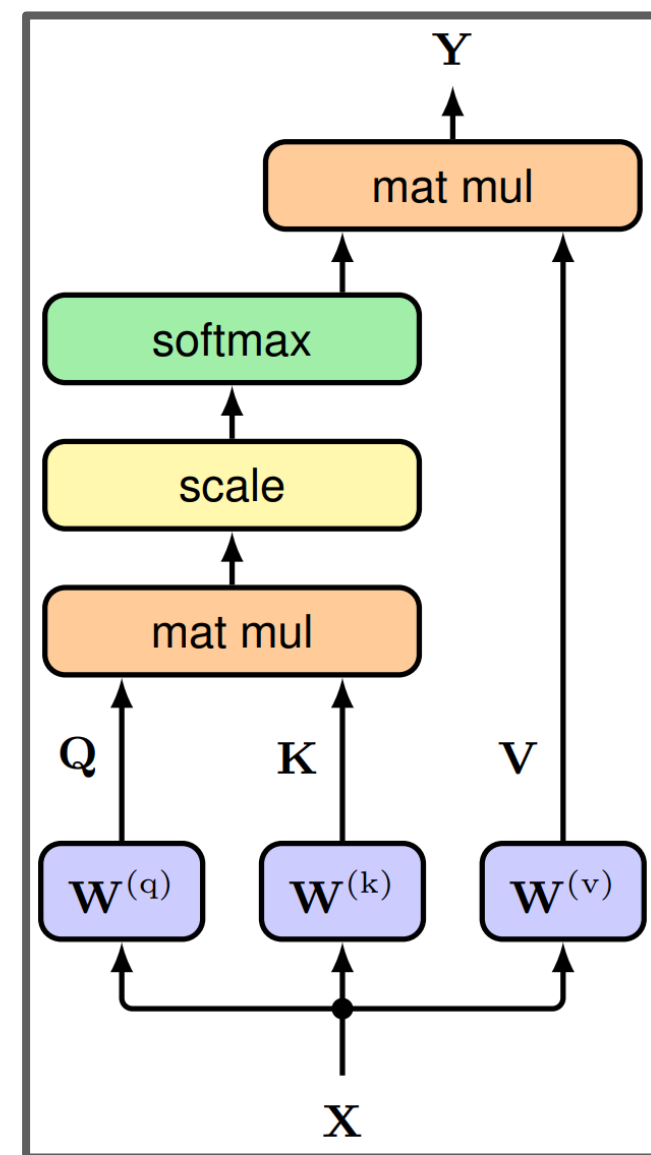 Y
mat mul
softmax
scale
mat mul
Q K V
W^(q) W^(k) W^(v)
X